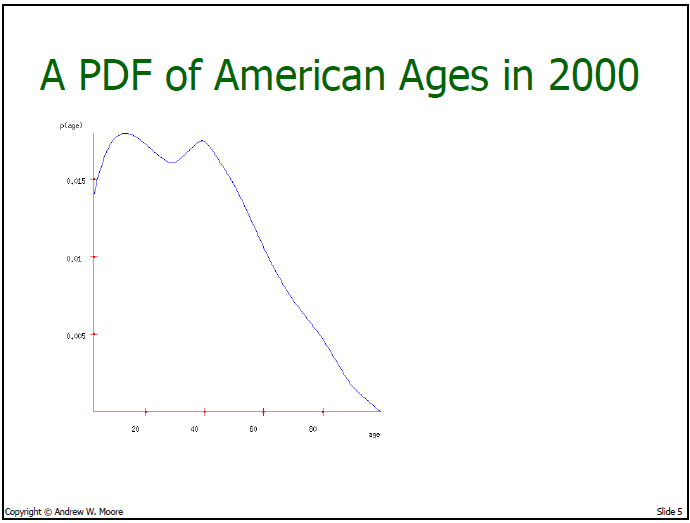 A PDF of American Ages in 2000
p(age)
0.015
0.01
0.005
20 40 60 80
age
Copyright © Andrew W. Moore
Slide 5